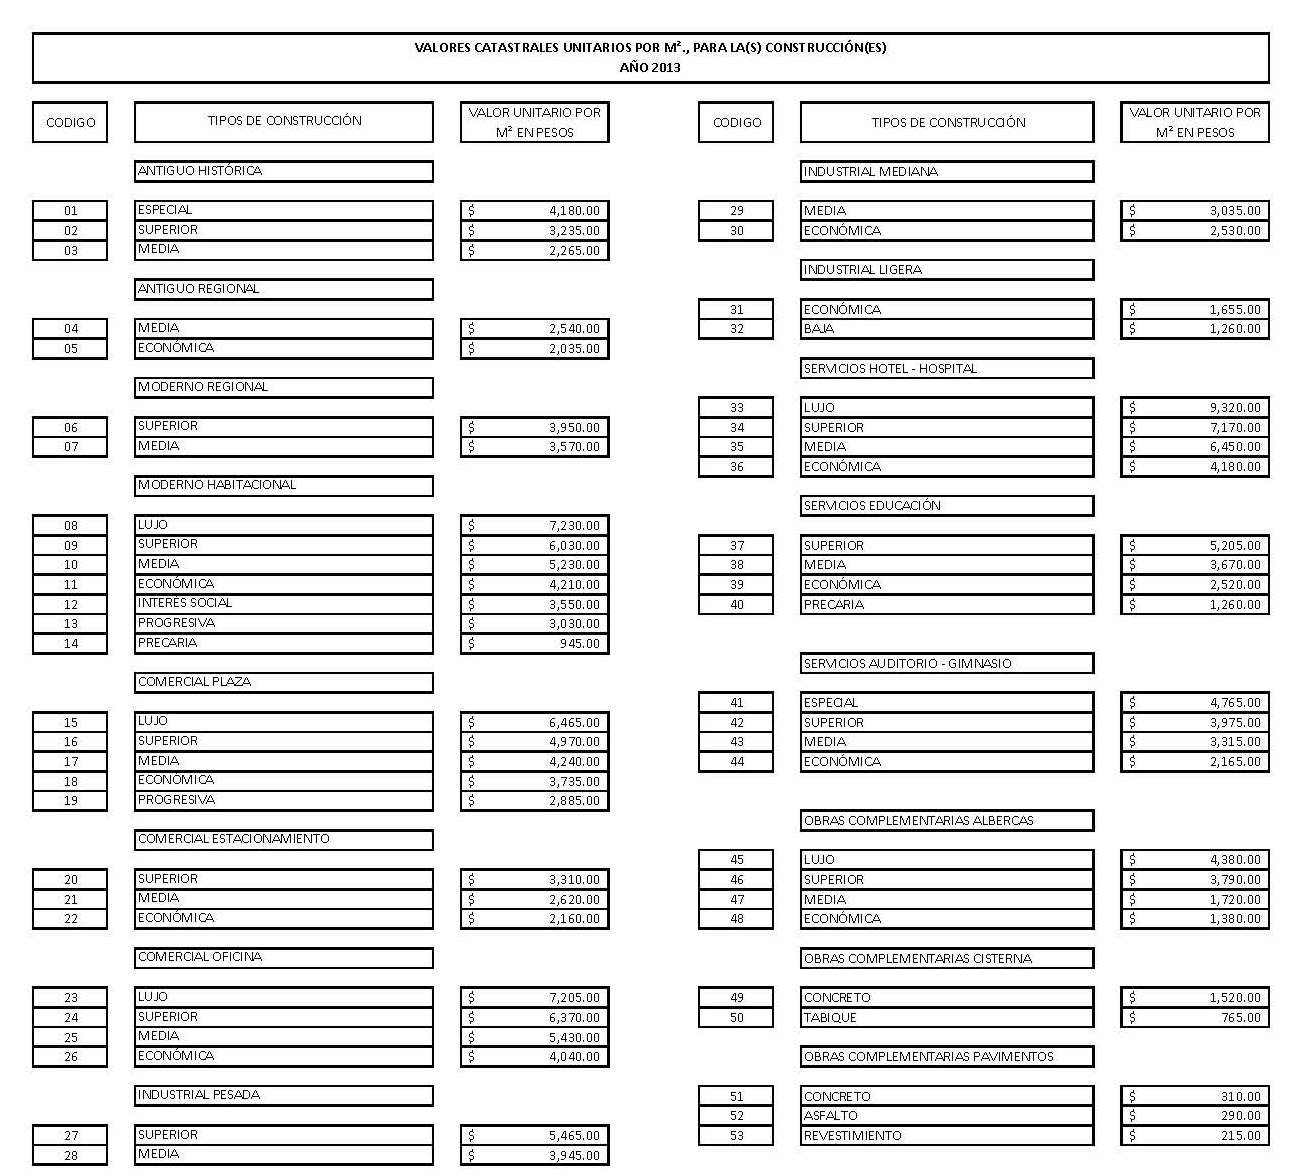 VALORES CATASTRALES UNITARIOS POR M²., PARA LA(S) CONSTRUCCIÓN(ES)
AÑO 2013
CODIGO TIPOS DE CONSTRUCCIÓN VALOR UNITARIO POR M² EN PESOS
ANTIGUO HISTÓRICA
01 ESPECIAL $ 4,180.00
02 SUPERIOR $ 3,235.00
03 MEDIA $ 2,265.00
ANTIGUO REGIONAL
04 MEDIA $ 2,540.00
05 ECONÓMICA $ 2,035.00
MODERNO REGIONAL
06 SUPERIOR $ 3,950.00
07 MEDIA $ 3,570.00
MODERNO HABITACIONAL
08 LUJO $ 7,230.00
09 SUPERIOR $ 6,030.00
10 MEDIA $ 5,230.00
11 ECONÓMICA $ 4,210.00
12 INTERÉS SOCIAL $ 3,550.00
13 PROGRESIVA $ 3,030.00
14 PRECARIA $ 945.00
COMERCIAL PLAZA
15 LUJO $ 6,465.00
16 SUPERIOR $ 4,970.00
17 MEDIA $ 4,240.00
18 ECONÓMICA $ 3,735.00
19 PROGRESIVA $ 2,885.00
COMERCIAL ESTACIONAMIENTO
20 SUPERIOR $ 3,310.00
21 MEDIA $ 2,620.00
22 ECONÓMICA $ 2,160.00
COMERCIAL OFICINA
23 LUJO $ 7,205.00
24 SUPERIOR $ 6,370.00
25 MEDIA $ 5,430.00
26 ECONÓMICA $ 4,040.00
INDUSTRIAL PESADA
27 SUPERIOR $ 5,465.00
28 MEDIA $ 3,945.00
CODIGO TIPOS DE CONSTRUCCIÓN VALOR UNITARIO POR M² EN PESOS
INDUSTRIAL MEDIANA
29 MEDIA $ 3,035.00
30 ECONÓMICA $ 2,530.00
INDUSTRIAL LIGERA
31 ECONÓMICA $ 1,655.00
32 BAJA $ 1,260.00
SERVICIOS HOTEL - HOSPITAL
33 LUJO $ 9,320.00
34 SUPERIOR $ 7,170.00
35 MEDIA $ 6,450.00
36 ECONÓMICA $ 4,180.00
SERVICIOS EDUCACIÓN
37 SUPERIOR $ 5,205.00
38 MEDIA $ 3,670.00
39 ECONÓMICA $ 2,520.00
40 PRECARIA $ 1,260.00
SERVICIOS AUDITORIO - GIMNASIO
41 ESPECIAL $ 4,765.00
42 SUPERIOR $ 3,975.00
43 MEDIA $ 3,315.00
44 ECONÓMICA $ 2,165.00
OBRAS COMPLEMENTARIAS ALBERCAS
45 LUJO $ 4,380.00
46 SUPERIOR $ 3,790.00
47 MEDIA $ 1,720.00
48 ECONÓMICA $ 1,380.00
OBRAS COMPLEMENTARIAS CISTERNA
49 CONCRETO $ 1,520.00
50 TABIQUE $ 765.00
OBRAS COMPLEMENTARIAS PAVIMENTOS
51 CONCRETO $ 310.00
52 ASFALTO $ 290.00
53 REVESTIMIENTO $ 215.00